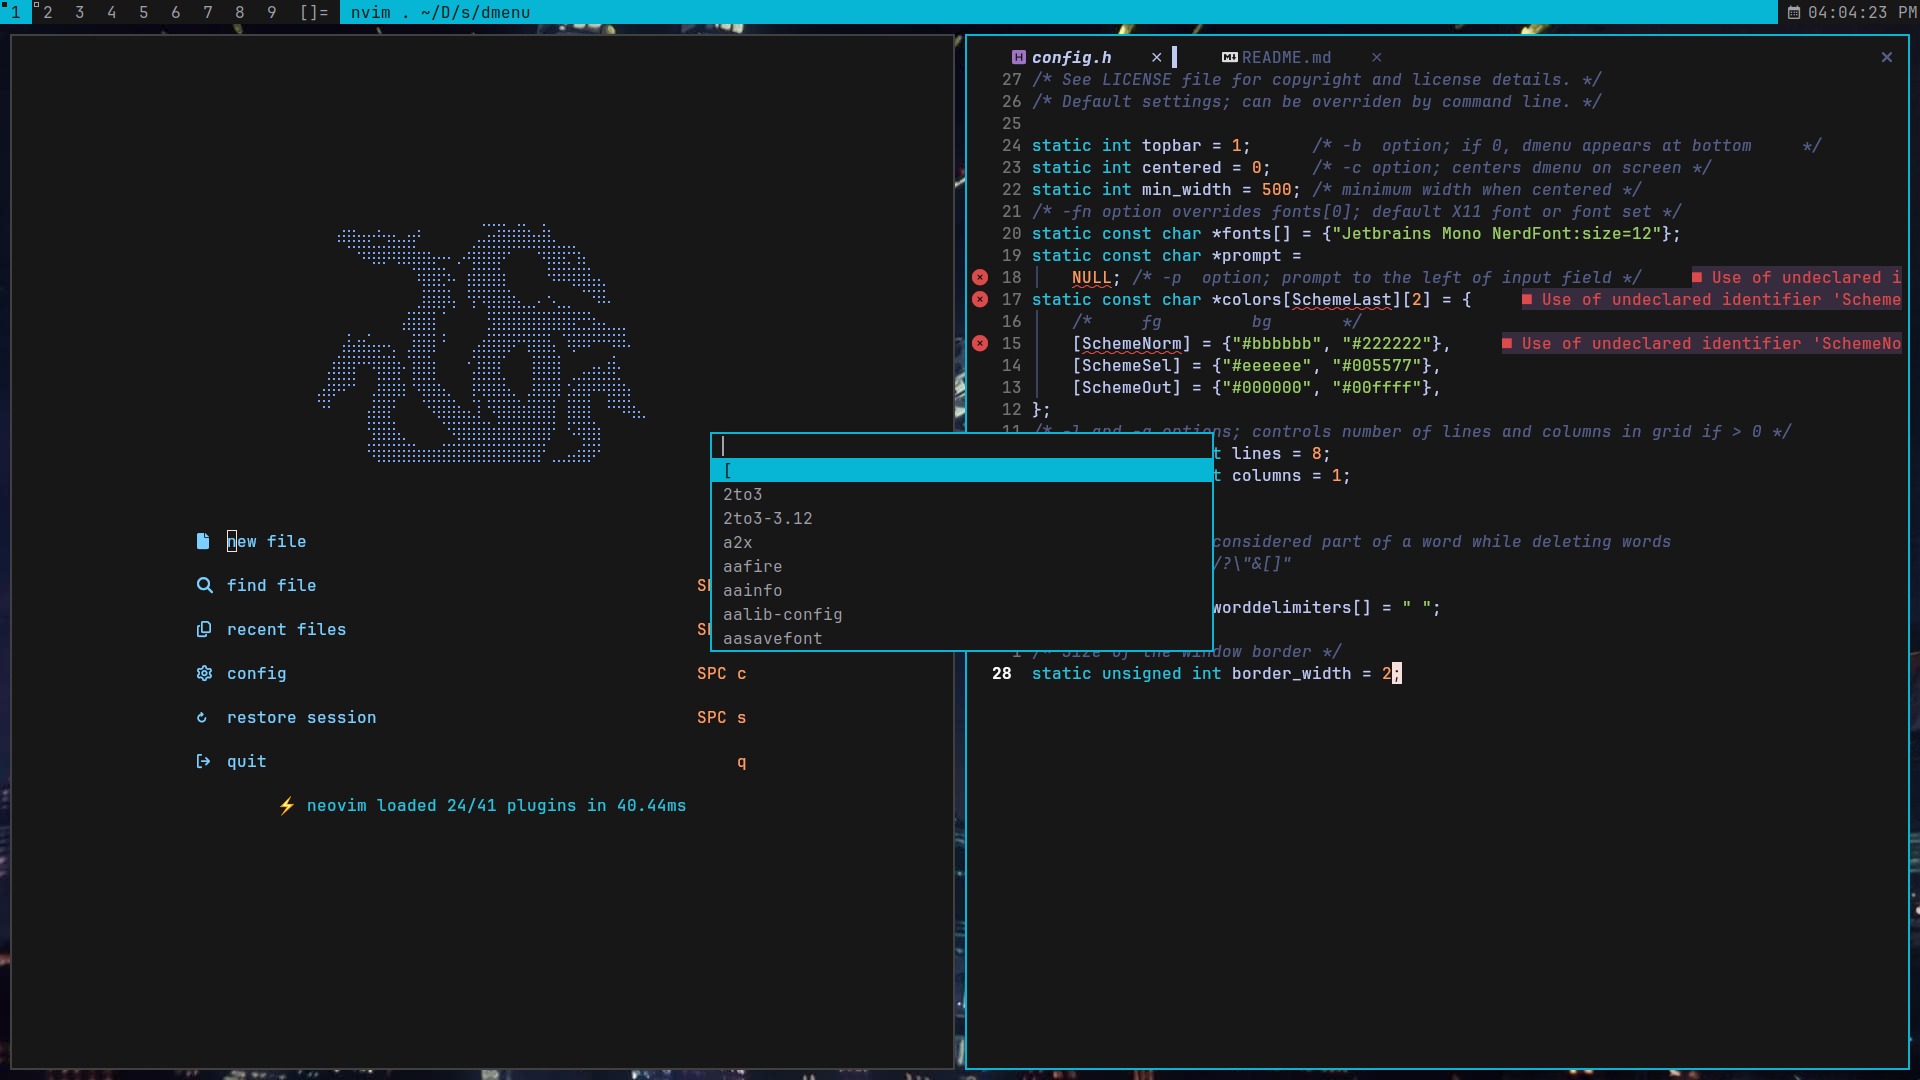 1 2 3 4 5 6 7 8 9 []= nvim . ~/D/s/dmenu 04:04:23 PM
new file
find file SP
recent files SP
config SPC c
restore session SPC s
quit q
⚡ neovim loaded 24/41 plugins in 40.44ms
config.h × README.md × ×
27 /* See LICENSE file for copyright and license details. */
26 /* Default settings; can be overriden by command line. */
25
24 static int topbar = 1; /* -b option; if 0, dmenu appears at bottom */
23 static int centered = 0; /* -c option; centers dmenu on screen */
22 static int min_width = 500; /* minimum width when centered */
21 /* -fn option overrides fonts[0]; default X11 font or font set */
20 static const char *fonts[] = {"Jetbrains Mono NerdFont:size=12"};
19 static const char *prompt =
18 NULL; /* -p option; prompt to the left of input field */ ■ Use of undeclared i
17 static const char *colors[SchemeLast][2] = { ■ Use of undeclared identifier 'Scheme
16 /* fg bg */
15 [SchemeNorm] = {"#bbbbbb", "#222222"}, ■ Use of undeclared identifier 'SchemeNo
14 [SchemeSel] = {"#eeeeee", "#005577"},
13 [SchemeOut] = {"#000000", "#00ffff"},
12 };
11 /* -l and -g options; controls number of lines and columns in grid if > 0 */
t lines = 8;
t columns = 1;
considered part of a word while deleting words
/?\"&[]"
worddelimiters[] = " ";
1 /* Size of the window border */
28 static unsigned int border_width = 2;
[
2to3
2to3-3.12
a2x
aafire
aainfo
aalib-config
aasavefont